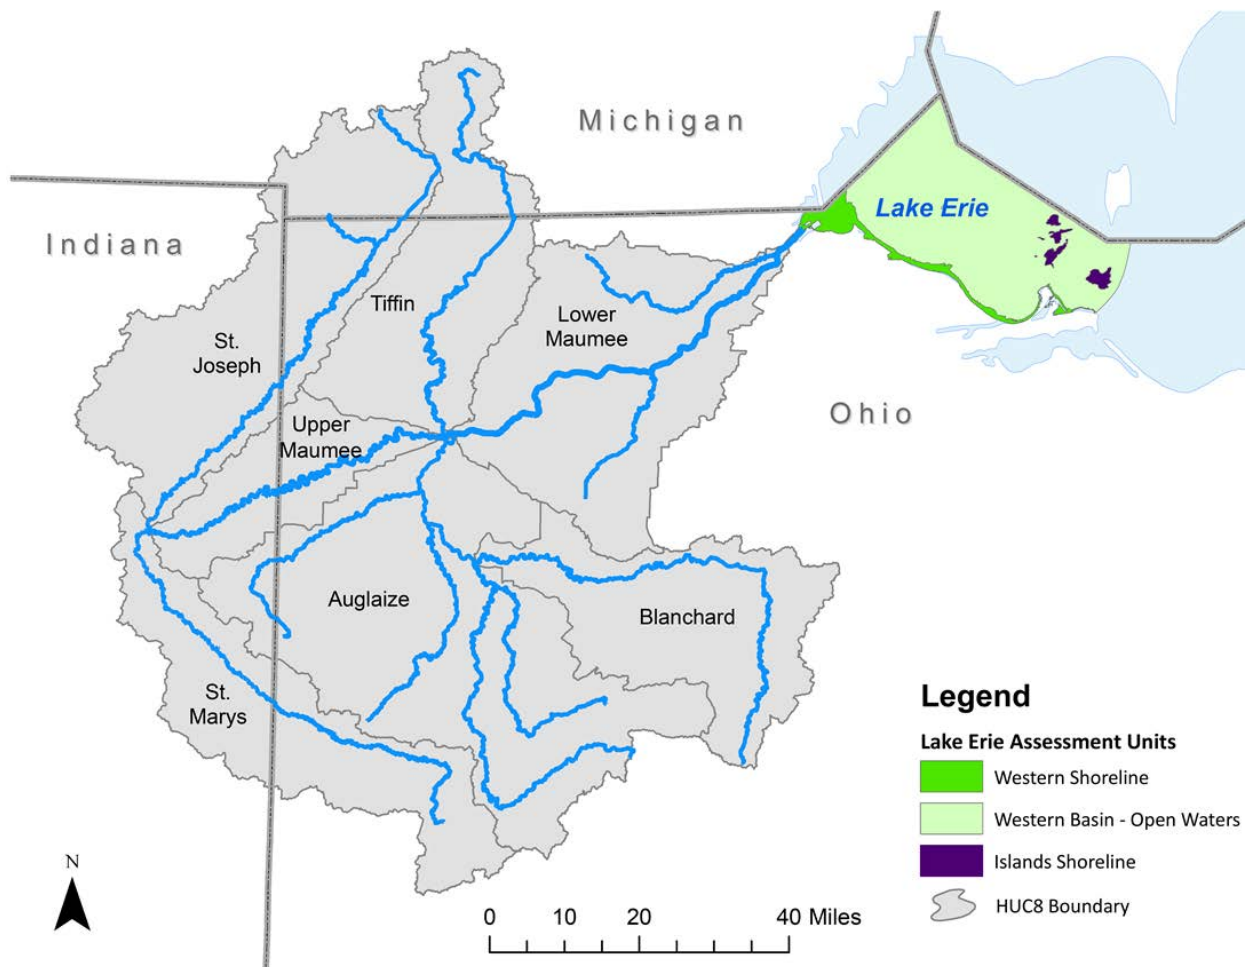 Michigan
Indiana
Lake Erie
Tiffin
Lower
Maumee
St.
Joseph
Ohio
Upper
Maumee
Auglaize
Blanchard
St.
Marys
Legend
Lake Erie Assessment Units
Western Shoreline
Western Basin - Open Waters
Islands Shoreline
HUC8 Boundary
N
0 10 20 40 Miles